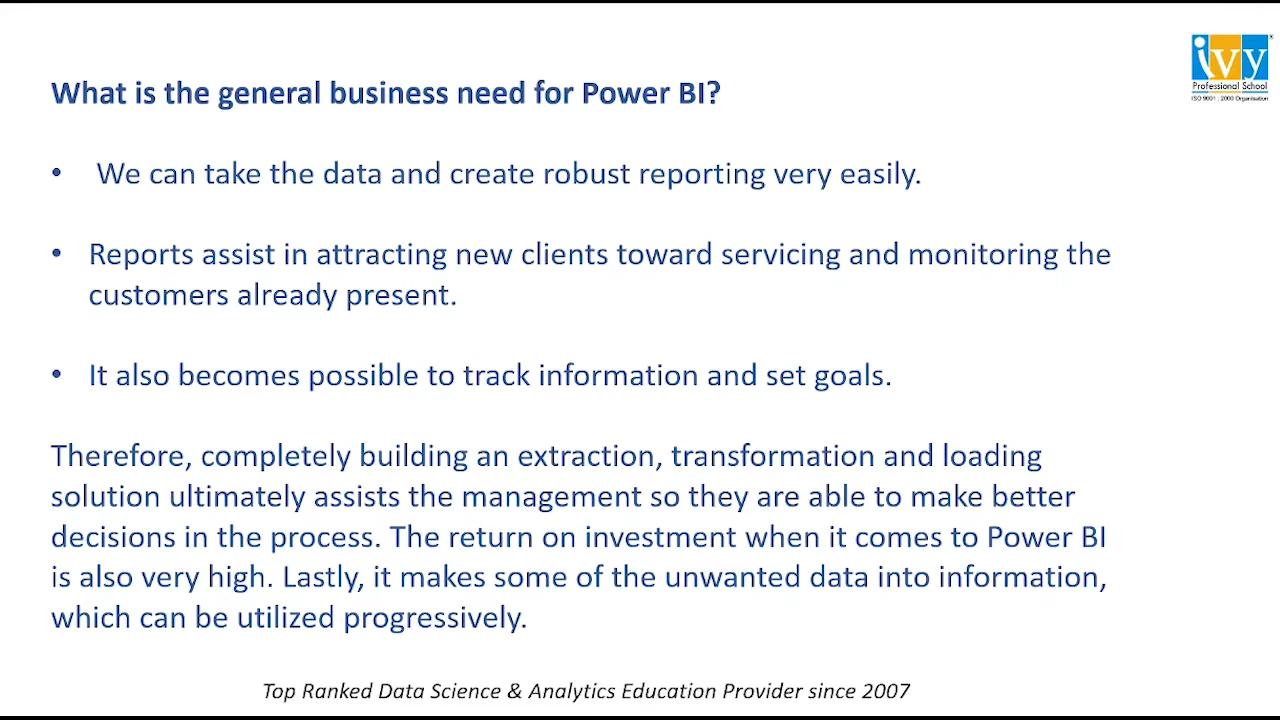 ivy
Professional School
ISO 9001 : 2000 Organisation
What is the general business need for Power BI?
• We can take the data and create robust reporting very easily.
• Reports assist in attracting new clients toward servicing and monitoring the
customers already present.
• It also becomes possible to track information and set goals.
Therefore, completely building an extraction, transformation and loading
solution ultimately assists the management so they are able to make better
decisions in the process. The return on investment when it comes to Power BI
is also very high. Lastly, it makes some of the unwanted data into information,
which can be utilized progressively.
Top Ranked Data Science & Analytics Education Provider since 2007